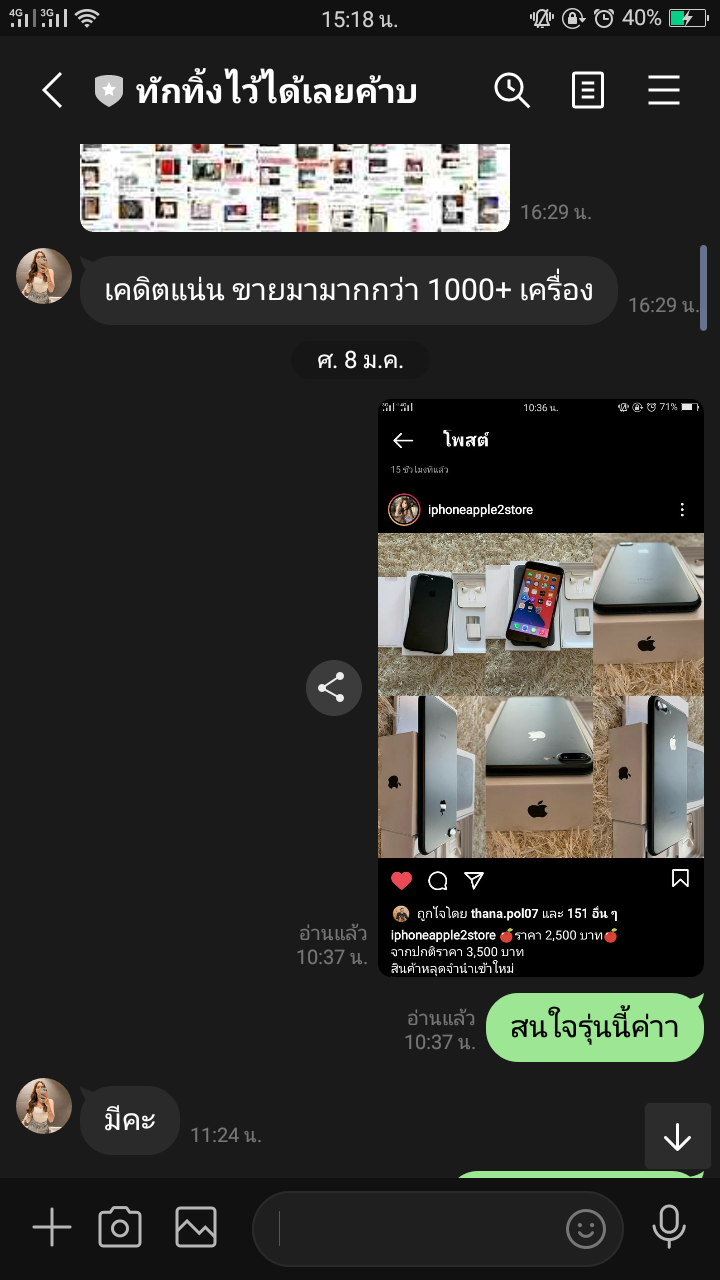 4G 3G 15:18 น. 40%
ทักทิ้งไว้ได้เลยค้าบ
16:29 น.
เคดิตแน่น ขายมามากกว่า 1000+ เครื่อง
16:29 น.
ศ. 8 ม.ค.
10:36 น. 71%
โพสต์
15 ชั่วโมงที่แล้ว
iphoneapple2store
ถูกใจโดย thana.pol07 และ 151 อื่น ๆ
iphoneapple2store 🍎ราคา 2,500 บาท🍎
จากปกติราคา 3,500 บาท
สินค้าหลุดจำนำเข้าใหม่
อ่านแล้ว
10:37 น.
สนใจรุ่นนี้ค่าา
อ่านแล้ว
10:37 น.
มีคะ
11:24 น.